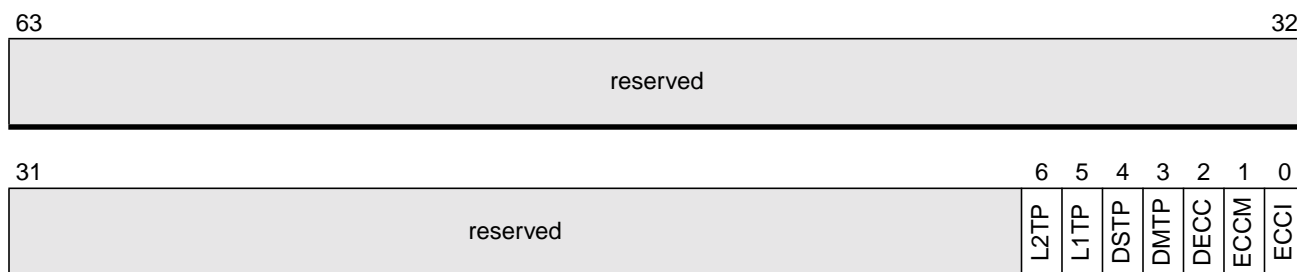 63 32
reserved
31 6 5 4 3 2 1 0
reserved L2TP L1TP DSTP DMTP DECC ECCM ECCI